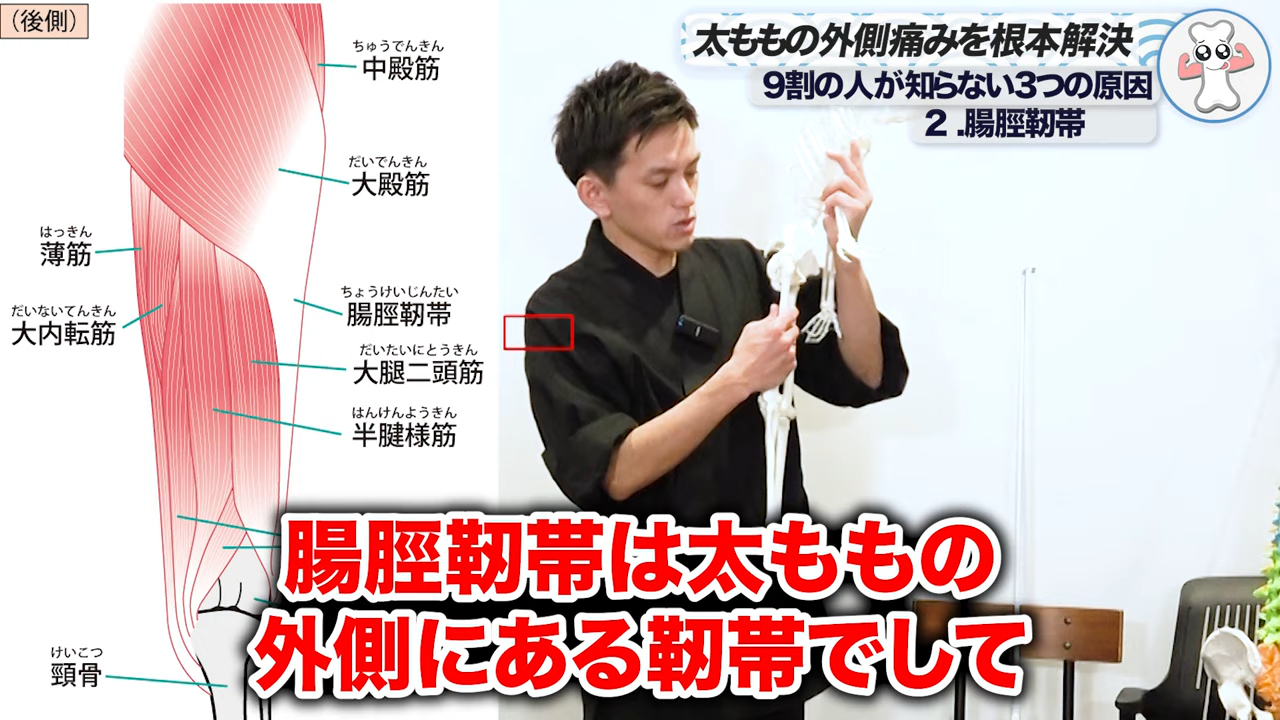 （後側）
ちゅうでんきん
中殿筋
だいでんきん
大殿筋
はっきん
薄筋
ちょうけいじんたい
腸脛靭帯
だいないてんきん
大内転筋
だいたいにとうきん
大腿二頭筋
はんけんようきん
半腱様筋
けいこつ
頸骨
太ももの外側痛みを根本解決
9割の人が知らない3つの原因
2.腸脛靭帯
腸脛靭帯は太ももの
外側にある靭帯でして